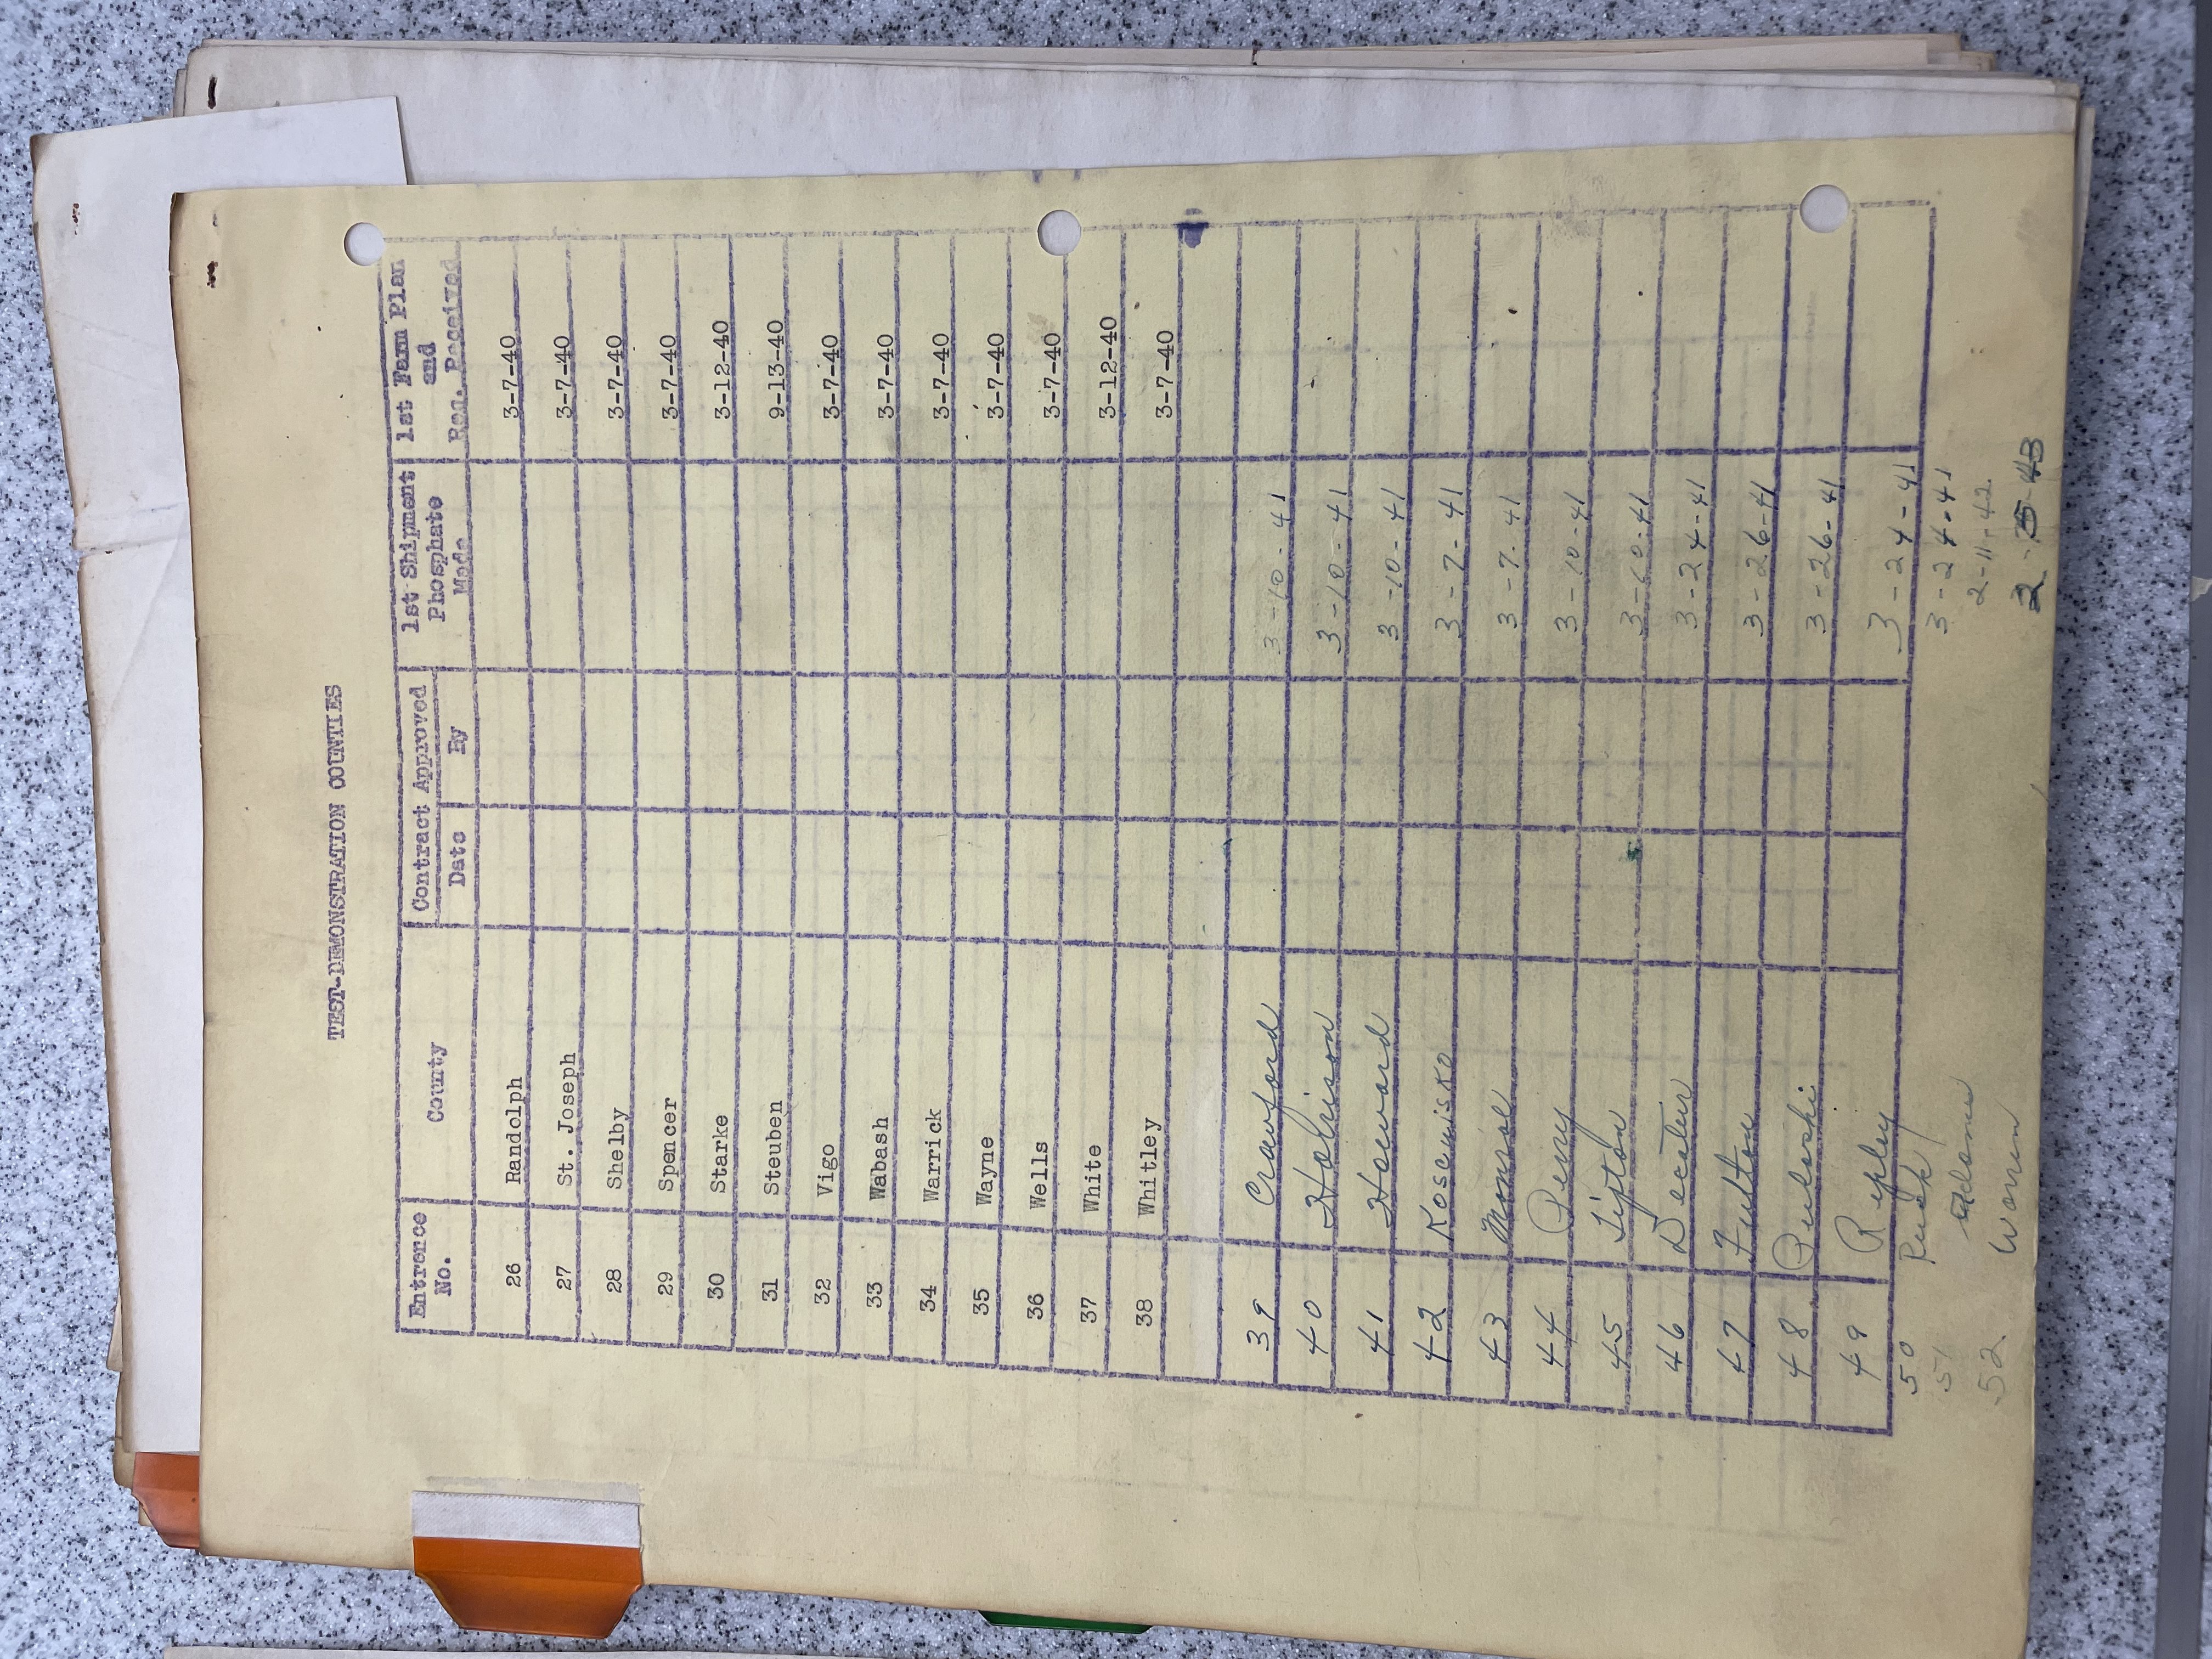 TEST-DEMONSTRATION COUNTIES
Entrance No. County Contract Approved Date By 1st Shipment Phosphate Made 1st Farm Plan and Req. Received
26 Randolph 3-7-40
27 St. Joseph 3-7-40
28 Shelby 3-7-40
29 Spencer 3-7-40
30 Starke 3-12-40
31 Steuben 9-13-40
32 Vigo 3-7-40
33 Wabash 3-7-40
34 Warrick 3-7-40
35 Wayne 3-7-40
36 Wells 3-7-40
37 White 3-12-40
38 Whitley 3-7-40
39 Crawford 3-10-41
40 Harrison 3-10-41
41 Howard 3-10-41
42 Koscuisko 3-7-41
43 Monroe 3-7-41
44 Perry 3-10-41
45 Tipton 3-10-41
46 Decatur 3-24-41
47 Fulton 3-26-41
48 Pulaski 3-26-41
49 Ripley 3-24-41
50 Rush 3-24-41
51 Adams 2-11-42
52 Warren 2-